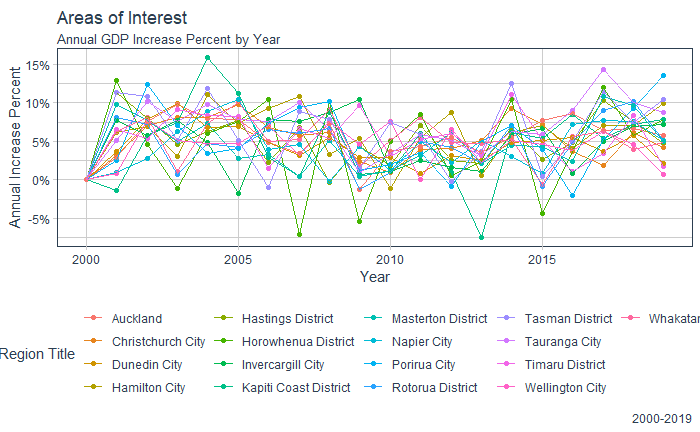 Areas of Interest
Annual GDP Increase Percent by Year
15%
10%
5%
0%
-5%
Annual Increase Percent
2000 2005 2010 2015
Year
Region Title
Auckland Hastings District Masterton District Tasman District Whakatan
Christchurch City Horowhenua District Napier City Tauranga City
Dunedin City Invercargill City Porirua City Timaru District
Hamilton City Kapiti Coast District Rotorua District Wellington City
2000-2019